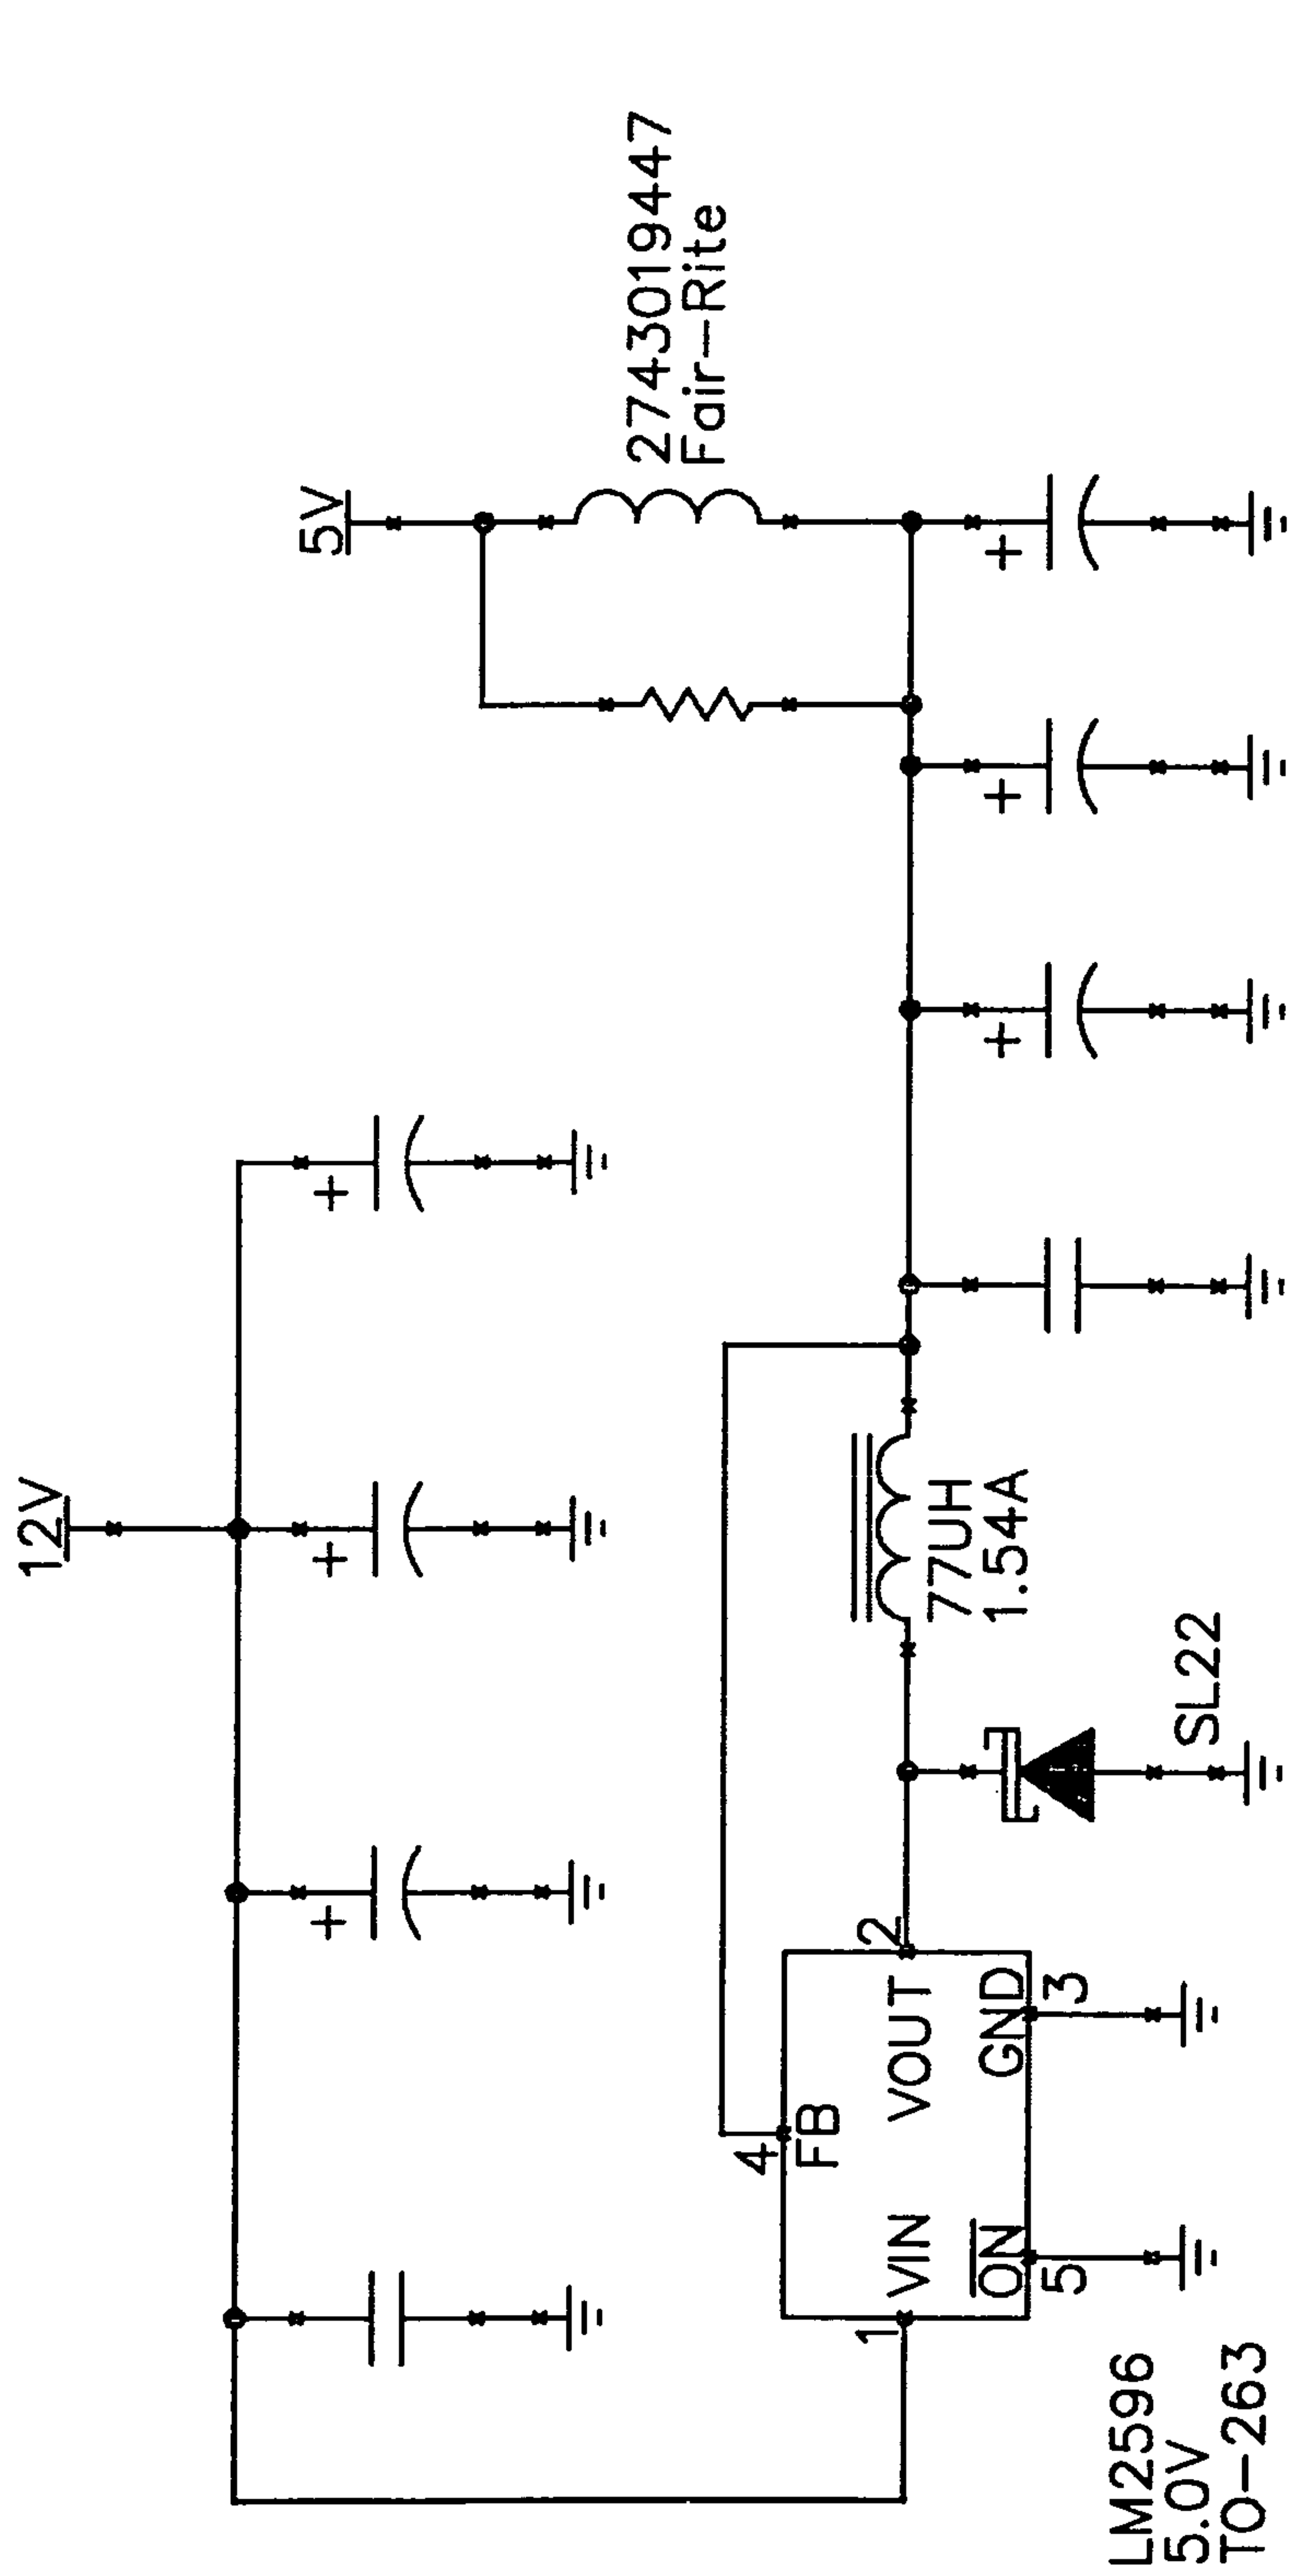 12V
5V
2743019447
Fair-Rite
+
+
+
+
+
+
77UH
1.54A
SL22
4
FB
1
VIN
VOUT
2
ON
5
GND
3
LM2596
5.0V
TO-263